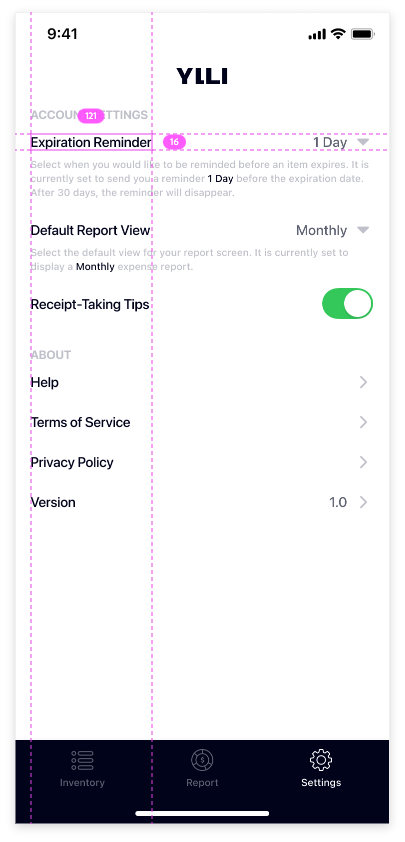 9:41
YILI
ACCOUNT SETTINGS
121
Expiration Reminder
16
1 Day
Select when you would like to be reminded before an item expires. It is
currently set to send you a reminder 1 Day before the expiration date.
After 30 days, the reminder will disappear.
Default Report View
Monthly
Select the default view for your report screen. It is currently set to
display a Monthly expense report.
Receipt-Taking Tips
ABOUT
Help
Terms of Service
Privacy Policy
Version
1.0
Inventory
Report
Settings